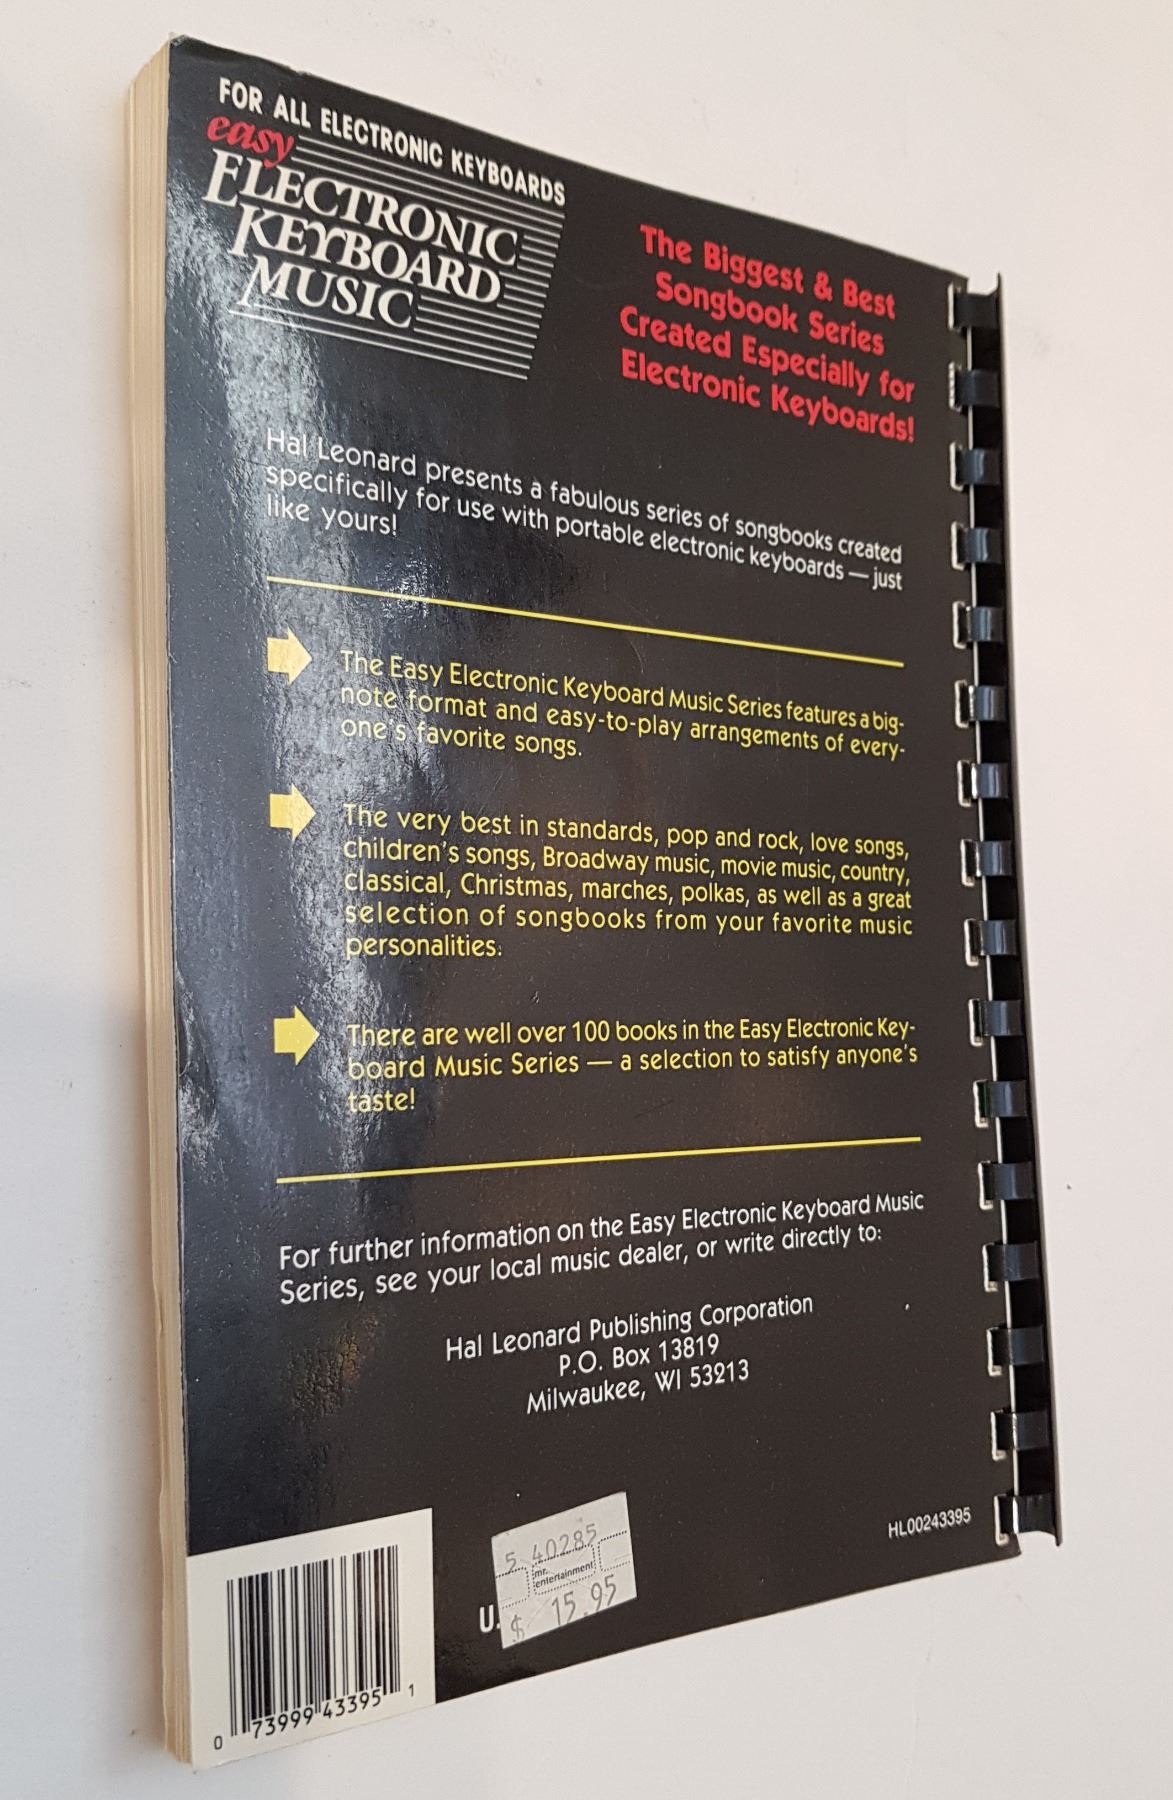 FOR ALL ELECTRONIC KEYBOARDS
easy
ELECTRONIC
KEYBOARD
MUSIC
The Biggest & Best
Songbook Series
Created Especially for
Electronic Keyboards!
Hal Leonard presents a fabulous series of songbooks created
specifically for use with portable electronic keyboards — just
like yours!
The Easy Electronic Keyboard Music Series features a big-
note format and easy-to-play arrangements of every-
one's favorite songs.
The very best in standards, pop and rock, love songs,
children's songs, Broadway music, movie music, country,
classical, Christmas, marches, polkas, as well as a great
selection of songbooks from your favorite music
personalities.
There are well over 100 books in the Easy Electronic Key-
board Music Series — a selection to satisfy anyone's
taste!
For further information on the Easy Electronic Keyboard Music
Series, see your local music dealer, or write directly to:
Hal Leonard Publishing Corporation
P.O. Box 13819
Milwaukee, WI 53213
HL00243395
5 40285
mr.
entertainment
$ 15.95
U.
0 73999 43395 1